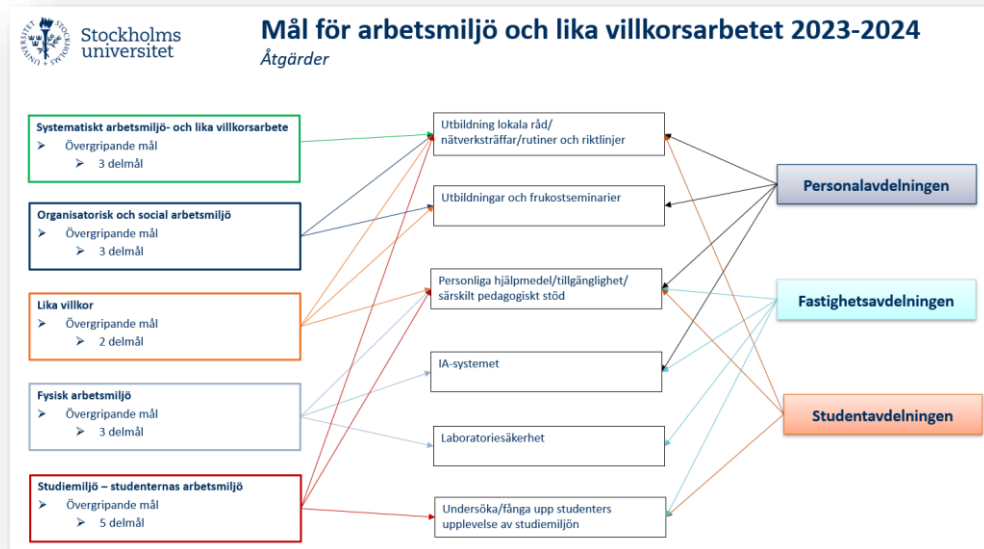 Stockholms
universitet
Mål för arbetsmiljö och lika villkorsarbetet 2023-2024
Åtgärder
Systematiskt arbetsmiljö- och lika villkorsarbete
➢ Övergripande mål
➢ 3 delmål
Organisatorisk och social arbetsmiljö
➢ Övergripande mål
➢ 3 delmål
Lika villkor
➢ Övergripande mål
➢ 2 delmål
Fysisk arbetsmiljö
➢ Övergripande mål
➢ 3 delmål
Studiemiljö – studenternas arbetsmiljö
➢ Övergripande mål
➢ 5 delmål
Utbildning lokala råd/
nätverksträffar/rutiner och riktlinjer
Utbildningar och frukostseminarier
Personliga hjälpmedel/tillgänglighet/
särskilt pedagogiskt stöd
IA-systemet
Laboratoriesäkerhet
Undersöka/fånga upp studenters
upplevelse av studiemiljön
Personalavdelningen
Fastighetsavdelningen
Studentavdelningen